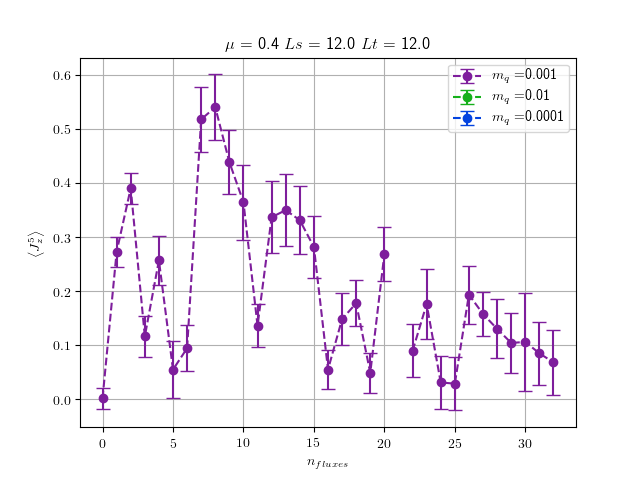 μ = 0.4 Ls = 12.0 Lt = 12.0
m_q =0.001
m_q =0.01
m_q =0.0001
⟨J_z^5⟩
0.6
0.5
0.4
0.3
0.2
0.1
0.0
0 5 10 15 20 25 30
n_{fluxes}